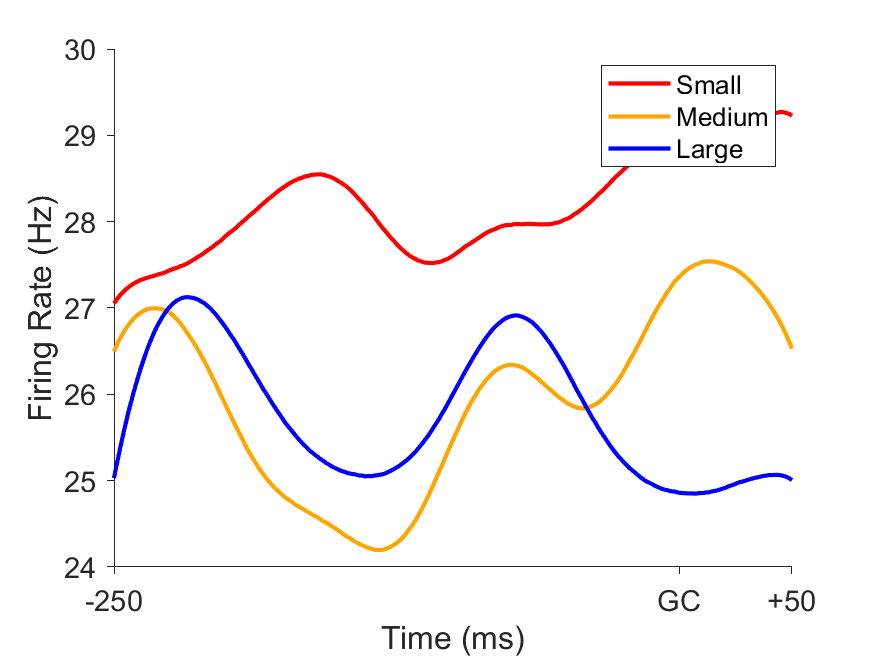 30
29
28
27
26
25
24
Firing Rate (Hz)
Small
Medium
Large
-250
GC
+50
Time (ms)